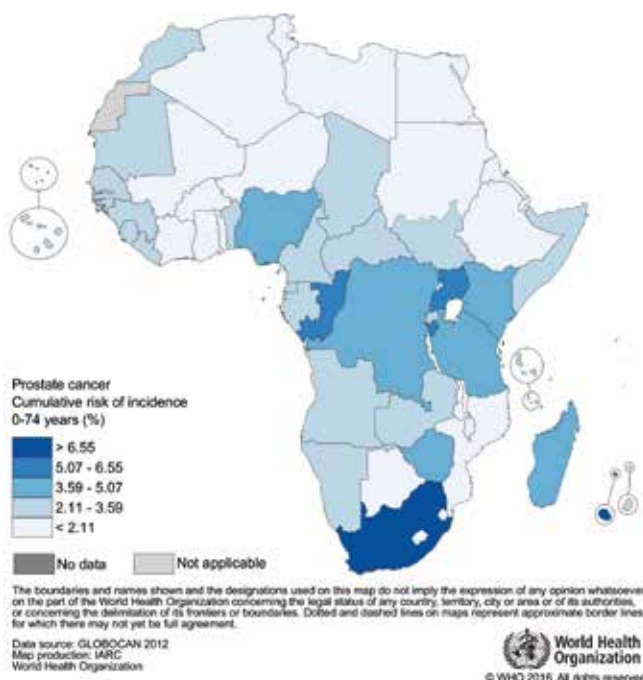 Prostate cancer
Cumulative risk of incidence
0-74 years (%)
> 6.55
5.07 - 6.55
3.59 - 5.07
2.11 - 3.59
< 2.11
No data
Not applicable
The boundaries and names shown and the designations used on this map do not imply the expression of any opinion whatsoever
on the part of the World Health Organization concerning the legal status of any country, territory, city or area or of its authorities,
or concerning the delimitation of its frontiers or boundaries. Dotted and dashed lines on maps represent approximate border lines
for which there may not yet be full agreement.
Data source: GLOBOCAN 2012
Map production: IARC
World Health Organization
World Health
Organization
© WHO 2016. All rights reserved